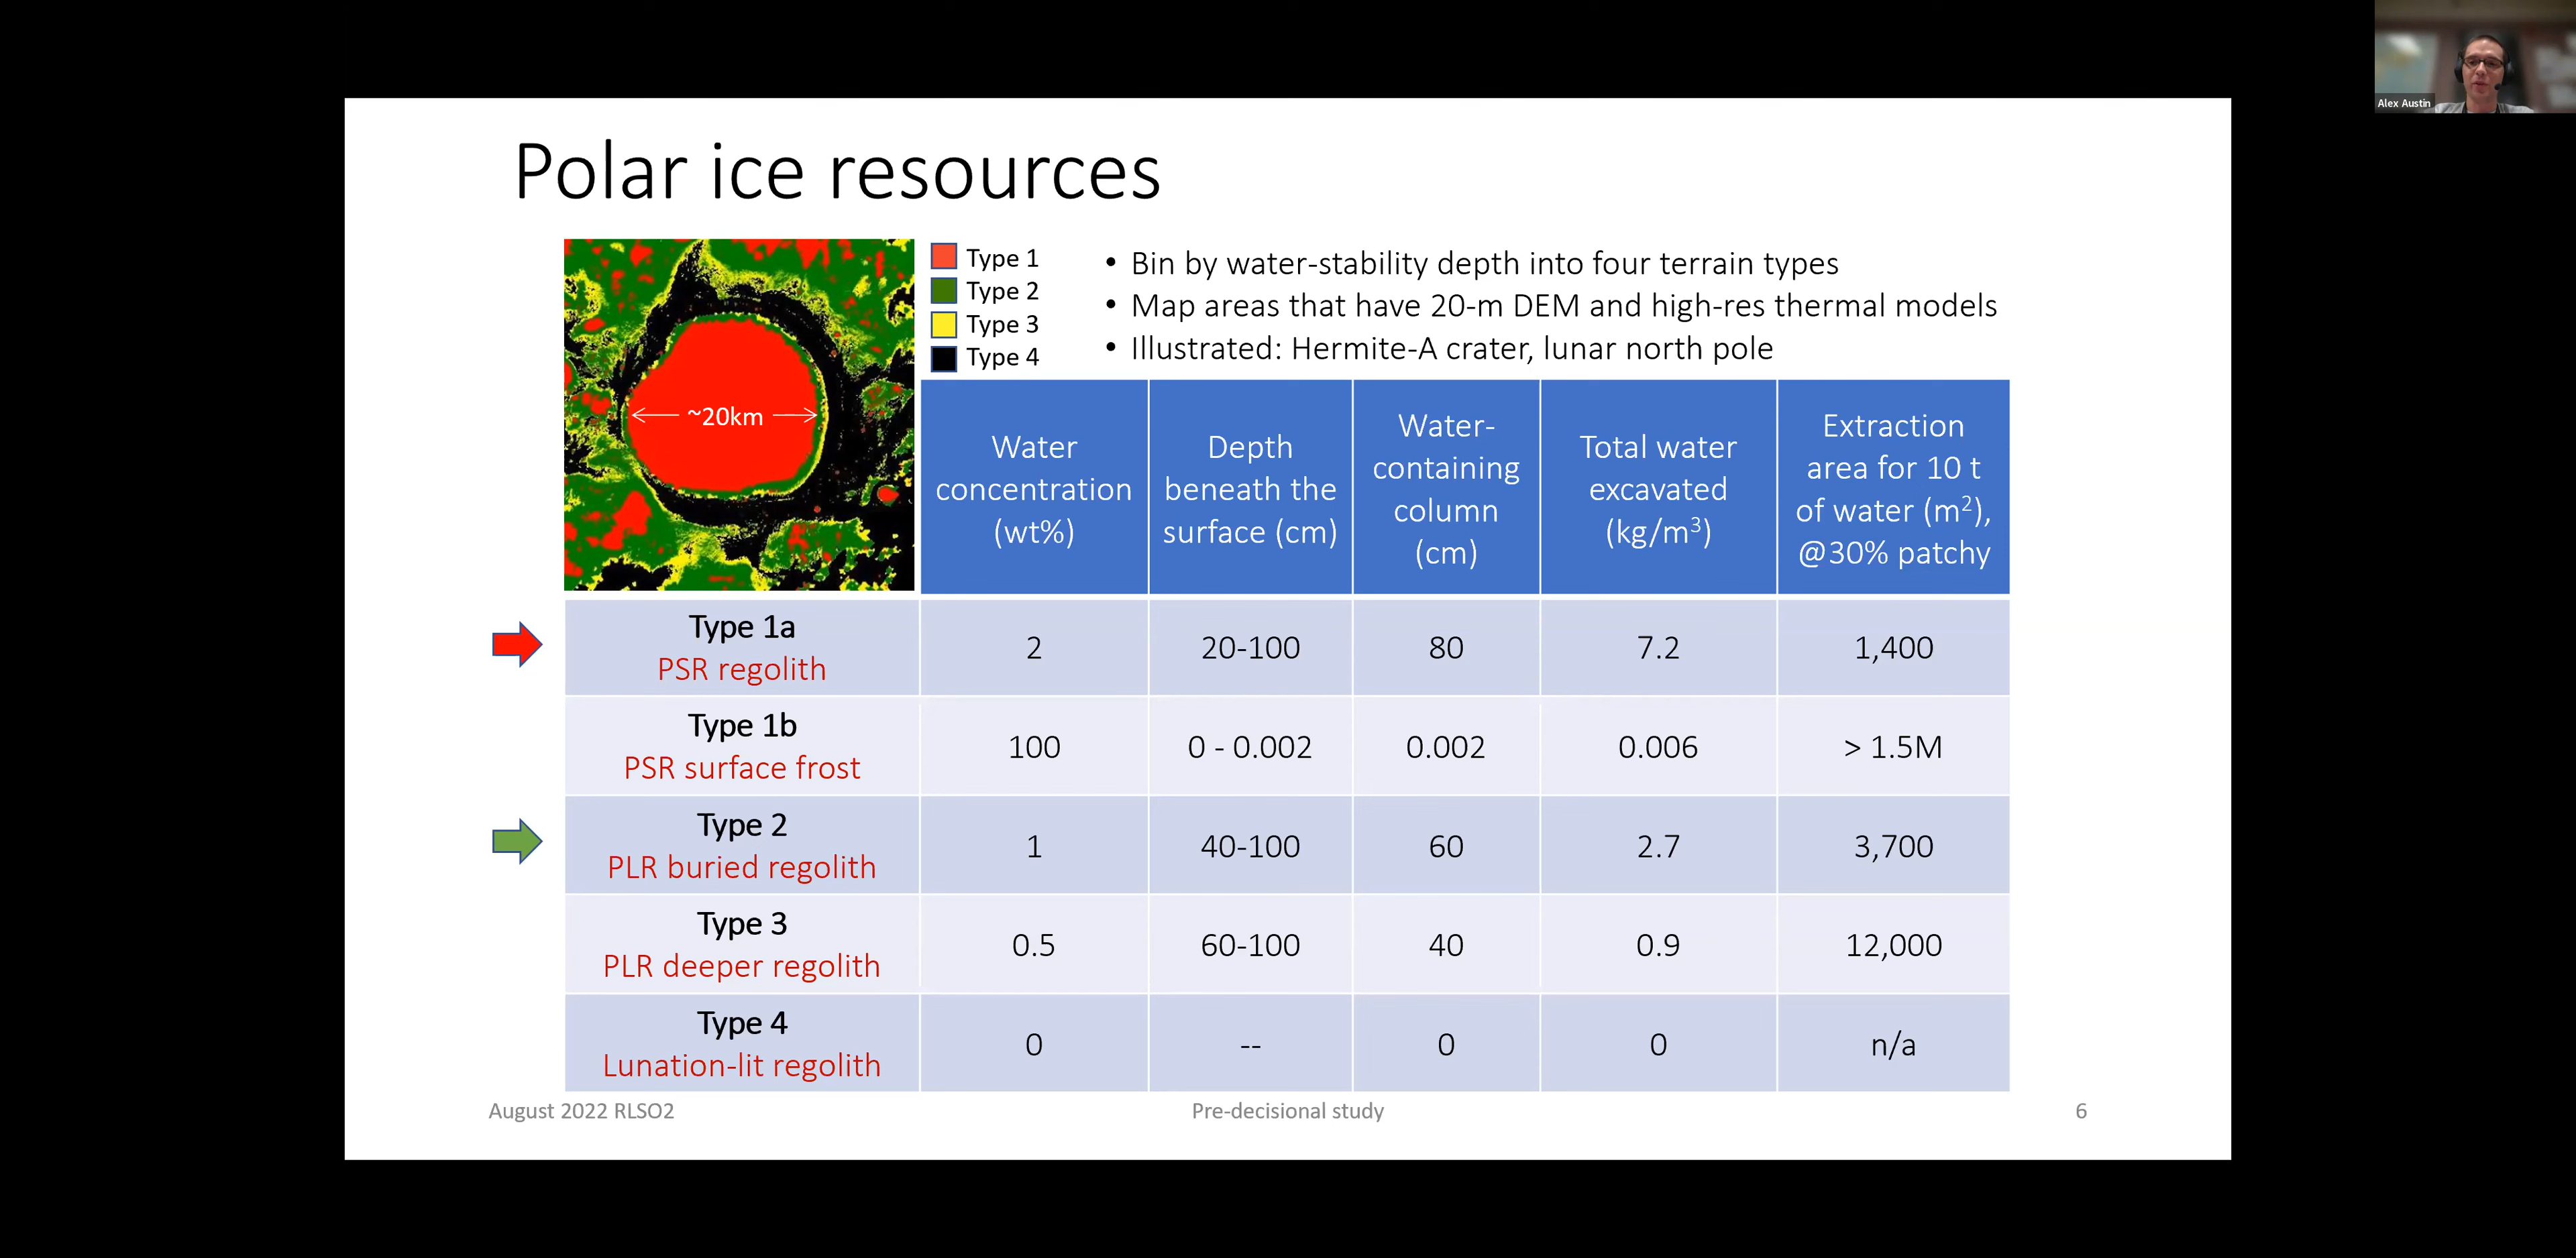 Alex Austin
Polar ice resources
Type 1
Type 2
Type 3
Type 4
• Bin by water-stability depth into four terrain types
• Map areas that have 20-m DEM and high-res thermal models
• Illustrated: Hermite-A crater, lunar north pole
~20km
Water
concentration
(wt%)
Depth
beneath the
surface (cm)
Water-
containing
column
(cm)
Total water
excavated
(kg/m³)
Extraction
area for 10 t
of water (m²),
@30% patchy
Type 1a
PSR regolith
2
20-100
80
7.2
1,400
Type 1b
PSR surface frost
100
0 - 0.002
0.002
0.006
> 1.5M
Type 2
PLR buried regolith
1
40-100
60
2.7
3,700
Type 3
PLR deeper regolith
0.5
60-100
40
0.9
12,000
Type 4
Lunation-lit regolith
0
--
0
0
n/a
August 2022 RLSO2
Pre-decisional study
6